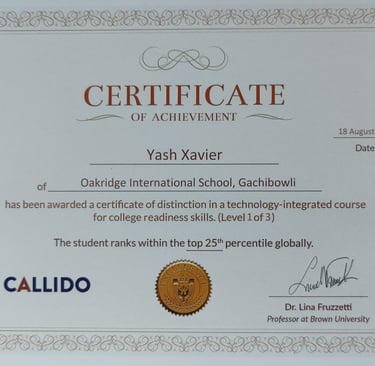 CERTIFICATE
OF ACHIEVEMENT
18 August
Date
Yash Xavier
of Oakridge International School, Gachibowli
has been awarded a certificate of distinction in a technology-integrated course
for college readiness skills. (Level 1 of 3)
The student ranks within the top 25th percentile globally.
CALLIDO
Dr. Lina Fruzzetti
Professor at Brown University